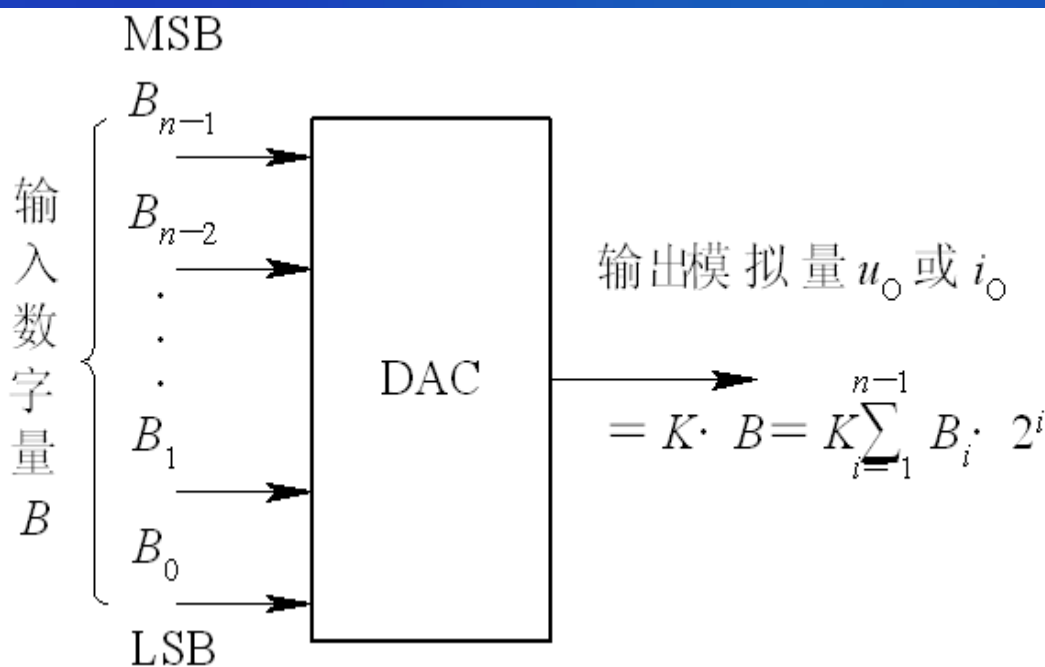 MSB
B_{n-1}
B_{n-2}
.
.
.
B_1
B_0
LSB
输入数字量B
DAC
输出模拟量 u_O 或 i_O
= K· B= K∑_{i=1}^{n-1} B_i· 2^i